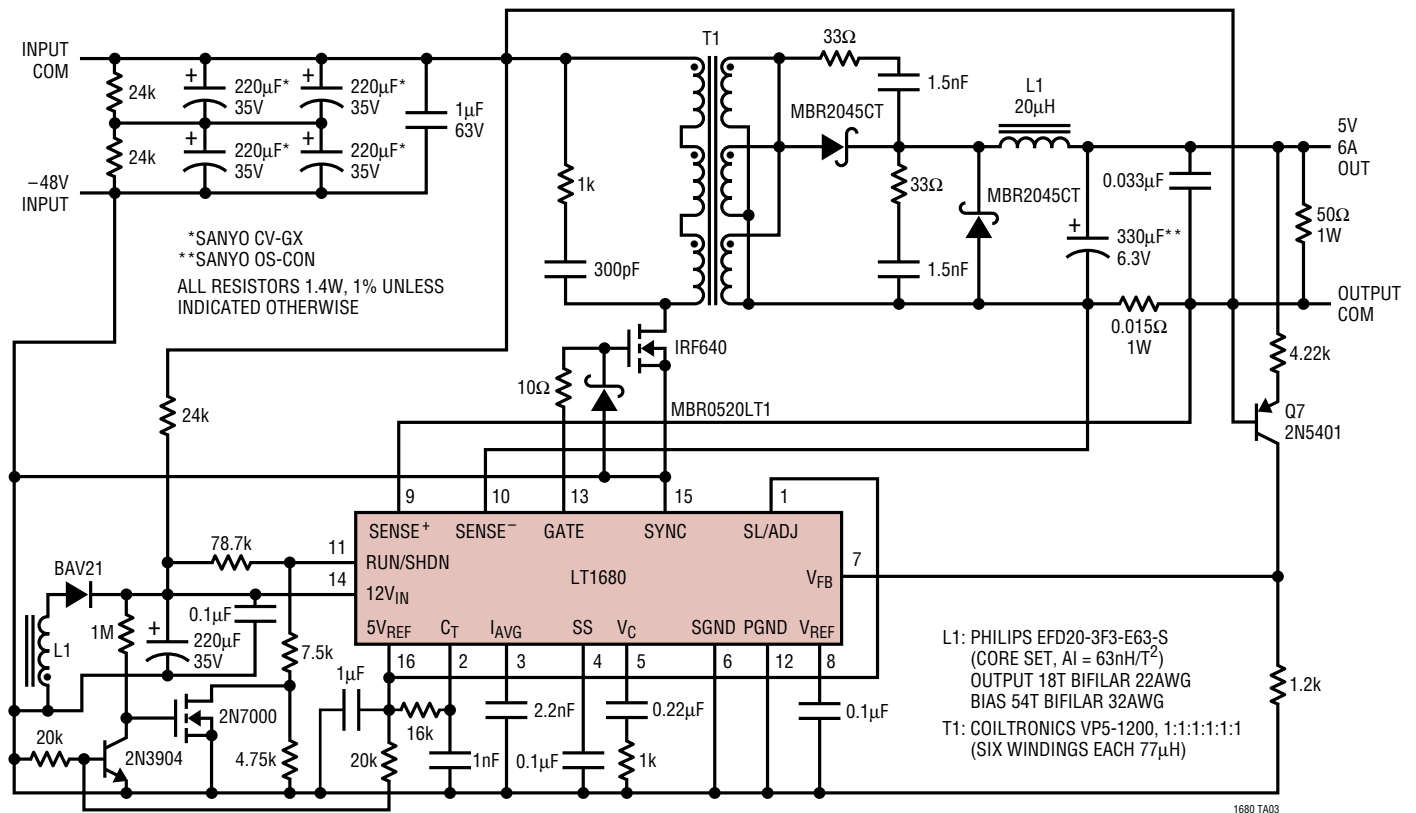 INPUT
COM
24k
24k
220µF*
35V
220µF*
35V
220µF*
35V
220µF*
35V
1µF
63V
−48V
INPUT
*SANYO CV-GX
**SANYO OS-CON
ALL RESISTORS 1.4W, 1% UNLESS
INDICATED OTHERWISE
1k
300pF
T1
33Ω
1.5nF
MBR2045CT
33Ω
1.5nF
MBR2045CT
L1
20µH
330µF**
6.3V
0.033µF
5V
6A
OUT
50Ω
1W
OUTPUT
COM
0.015Ω
1W
4.22k
Q7
2N5401
IRF640
10Ω
MBR0520LT1
24k
9
10
13
15
1
SENSE+
SENSE−
GATE
SYNC
SL/ADJ
78.7k
11
RUN/SHDN
LT1680
VFB
7
BAV21
14
12VIN
0.1µF
1M
220µF
35V
L1
7.5k
5VREF
CT
IAVG
SS
VC
SGND
PGND
VREF
16
2
3
4
5
6
12
8
1µF
2N7000
16k
2.2nF
0.22µF
0.1µF
20k
2N3904
4.75k
20k
1nF
0.1µF
1k
1.2k
L1: PHILIPS EFD20-3F3-E63-S
(CORE SET, AI = 63nH/T2)
OUTPUT 18T BIFILAR 22AWG
BIAS 54T BIFILAR 32AWG
T1: COILTRONICS VP5-1200, 1:1:1:1:1:1
(SIX WINDINGS EACH 77µH)
1680 TA03